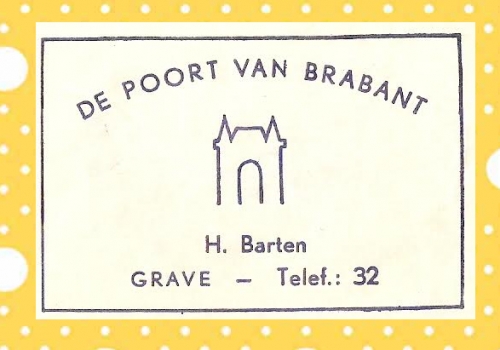 DE POORT VAN BRABANT
H. Barten
GRAVE — Telef.: 32